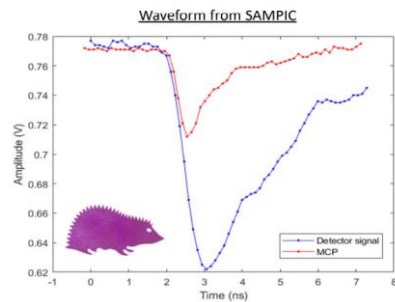 Waveform from SAMPIC
0.78
0.76
0.74
0.72
0.7
0.68
0.66
0.64
0.62
Amplitude (V)
-1 0 1 2 3 4 5 6 7 8
Time (ns)
Detector signal
MCP